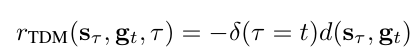 r_TDM(s_τ, g_t, τ) = −δ(τ = t)d(s_τ, g_t)